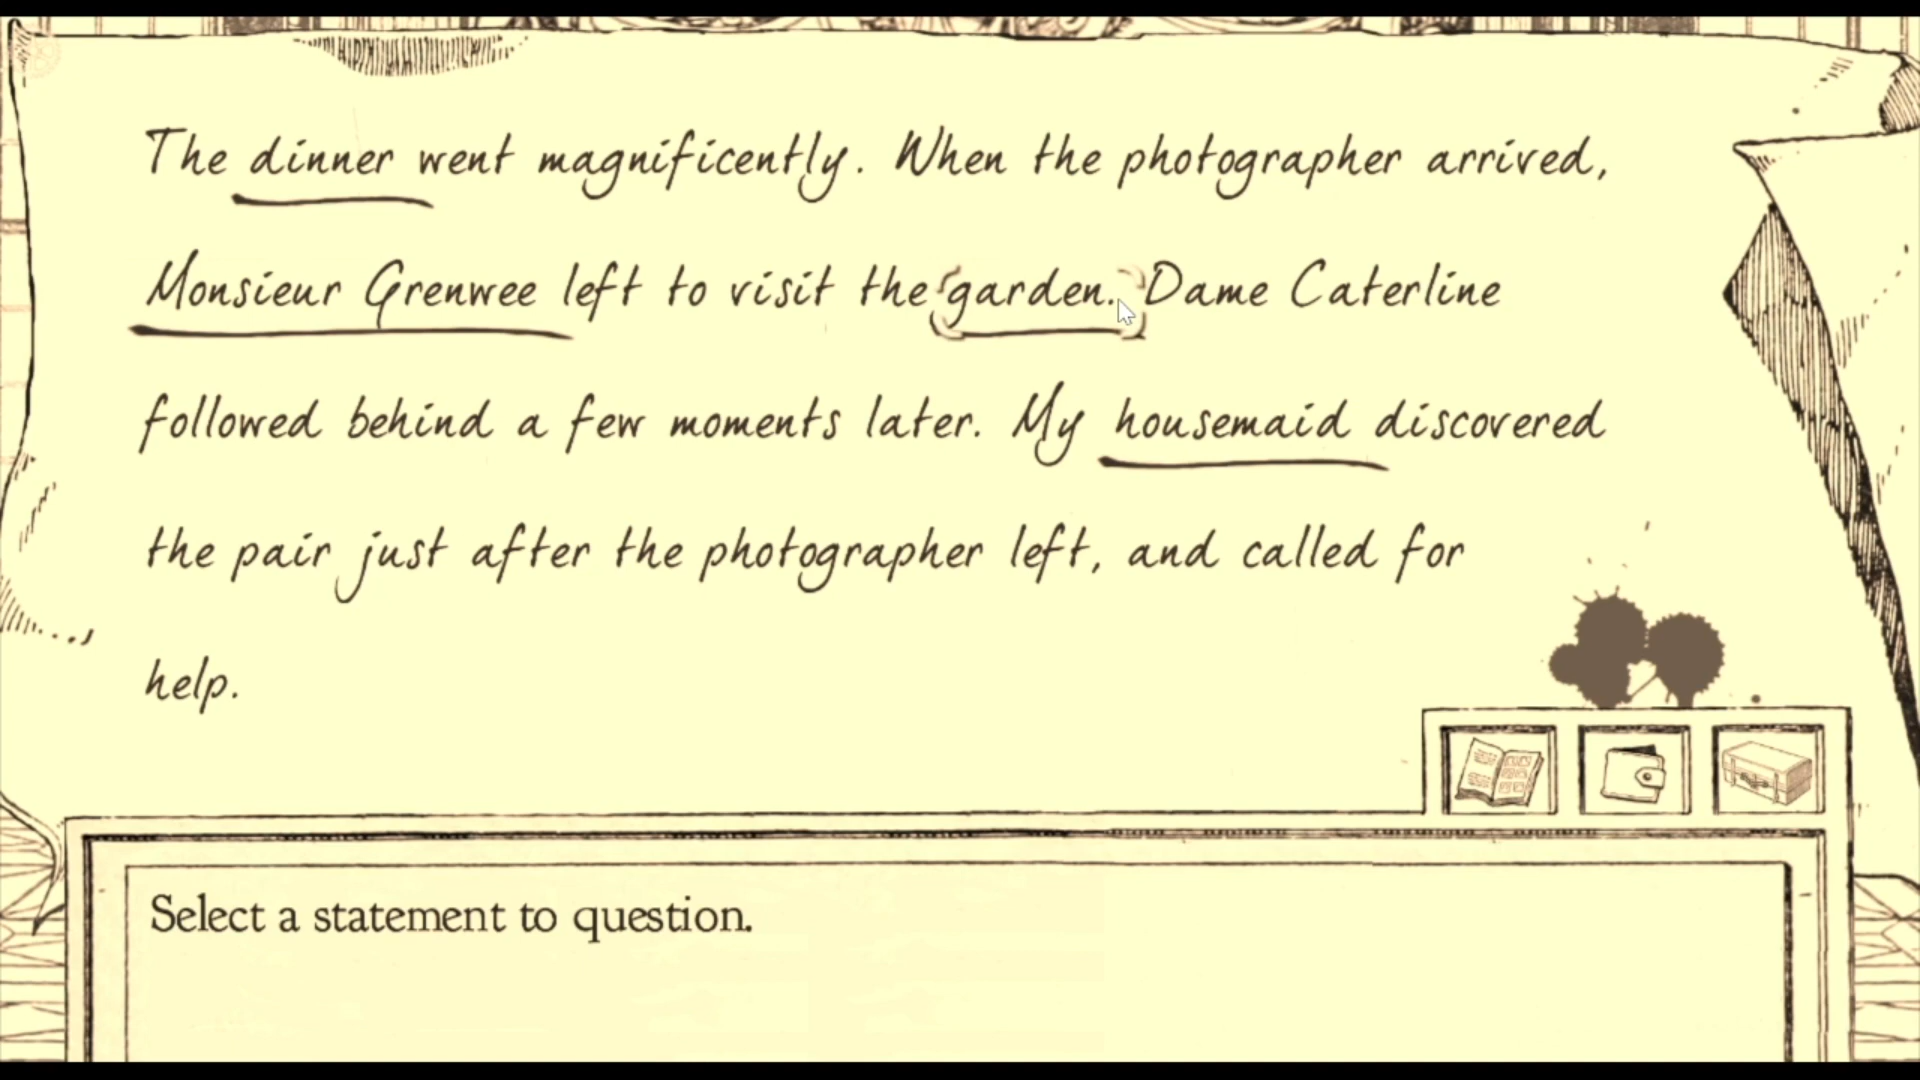 The dinner went magnificently. When the photographer arrived,
Monsieur Grenwee left to visit the garden. Dame Caterline
followed behind a few moments later. My housemaid discovered
the pair just after the photographer left, and called for
help.
Select a statement to question.